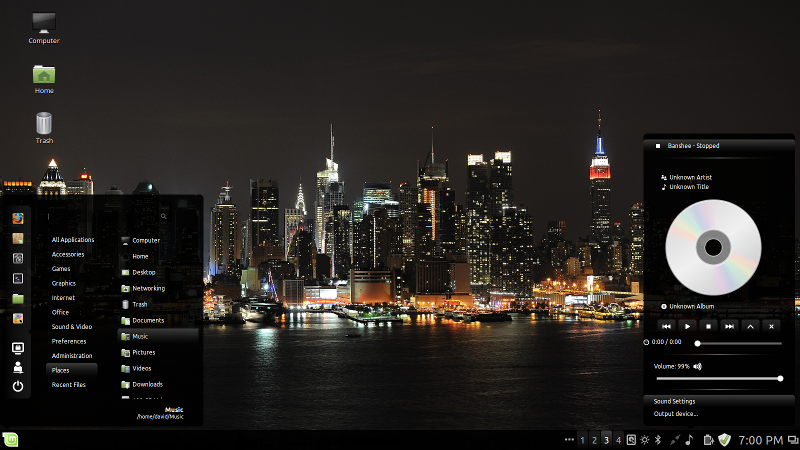 Computer
Home
Trash
All Applications
Accessories
Games
Graphics
Internet
Office
Sound & Video
Preferences
Administration
Places
Recent Files
Computer
Home
Desktop
Networking
Trash
Documents
Music
Pictures
Videos
Downloads
Music
/home/david/Music
Banshee - Stopped
Unknown Artist
Unknown Title
Unknown Album
0:00 / 0:00
Volume: 99%
Sound Settings
Output device...
1 2 3 4
7:00 PM